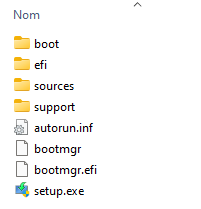 Nom
boot
efi
sources
support
autorun.inf
bootmgr
bootmgr.efi
setup.exe